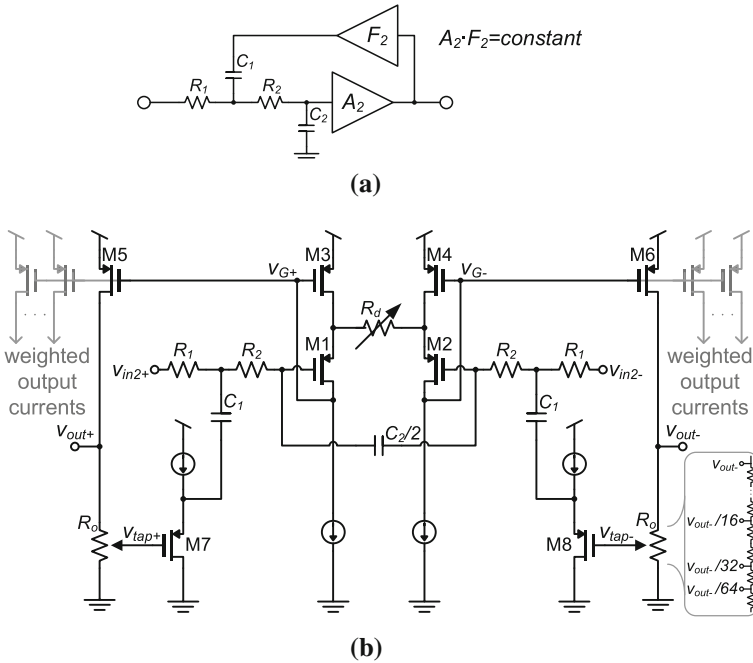 F2
A2·F2=constant
C1
R1
R2
A2
C2
(a)
M5
M3
M4
M6
vG+
vG-
Rd
. . .
. . .
weighted
output
currents
weighted
output
currents
R1
R2
M1
M2
R2
R1
vin2+
vin2-
C1
C1
C2/2
vout+
vout-
vout-
Ro
vtap+
M7
M8
vtap-
Ro
vout-/16
vout-/32
vout-/64
(b)